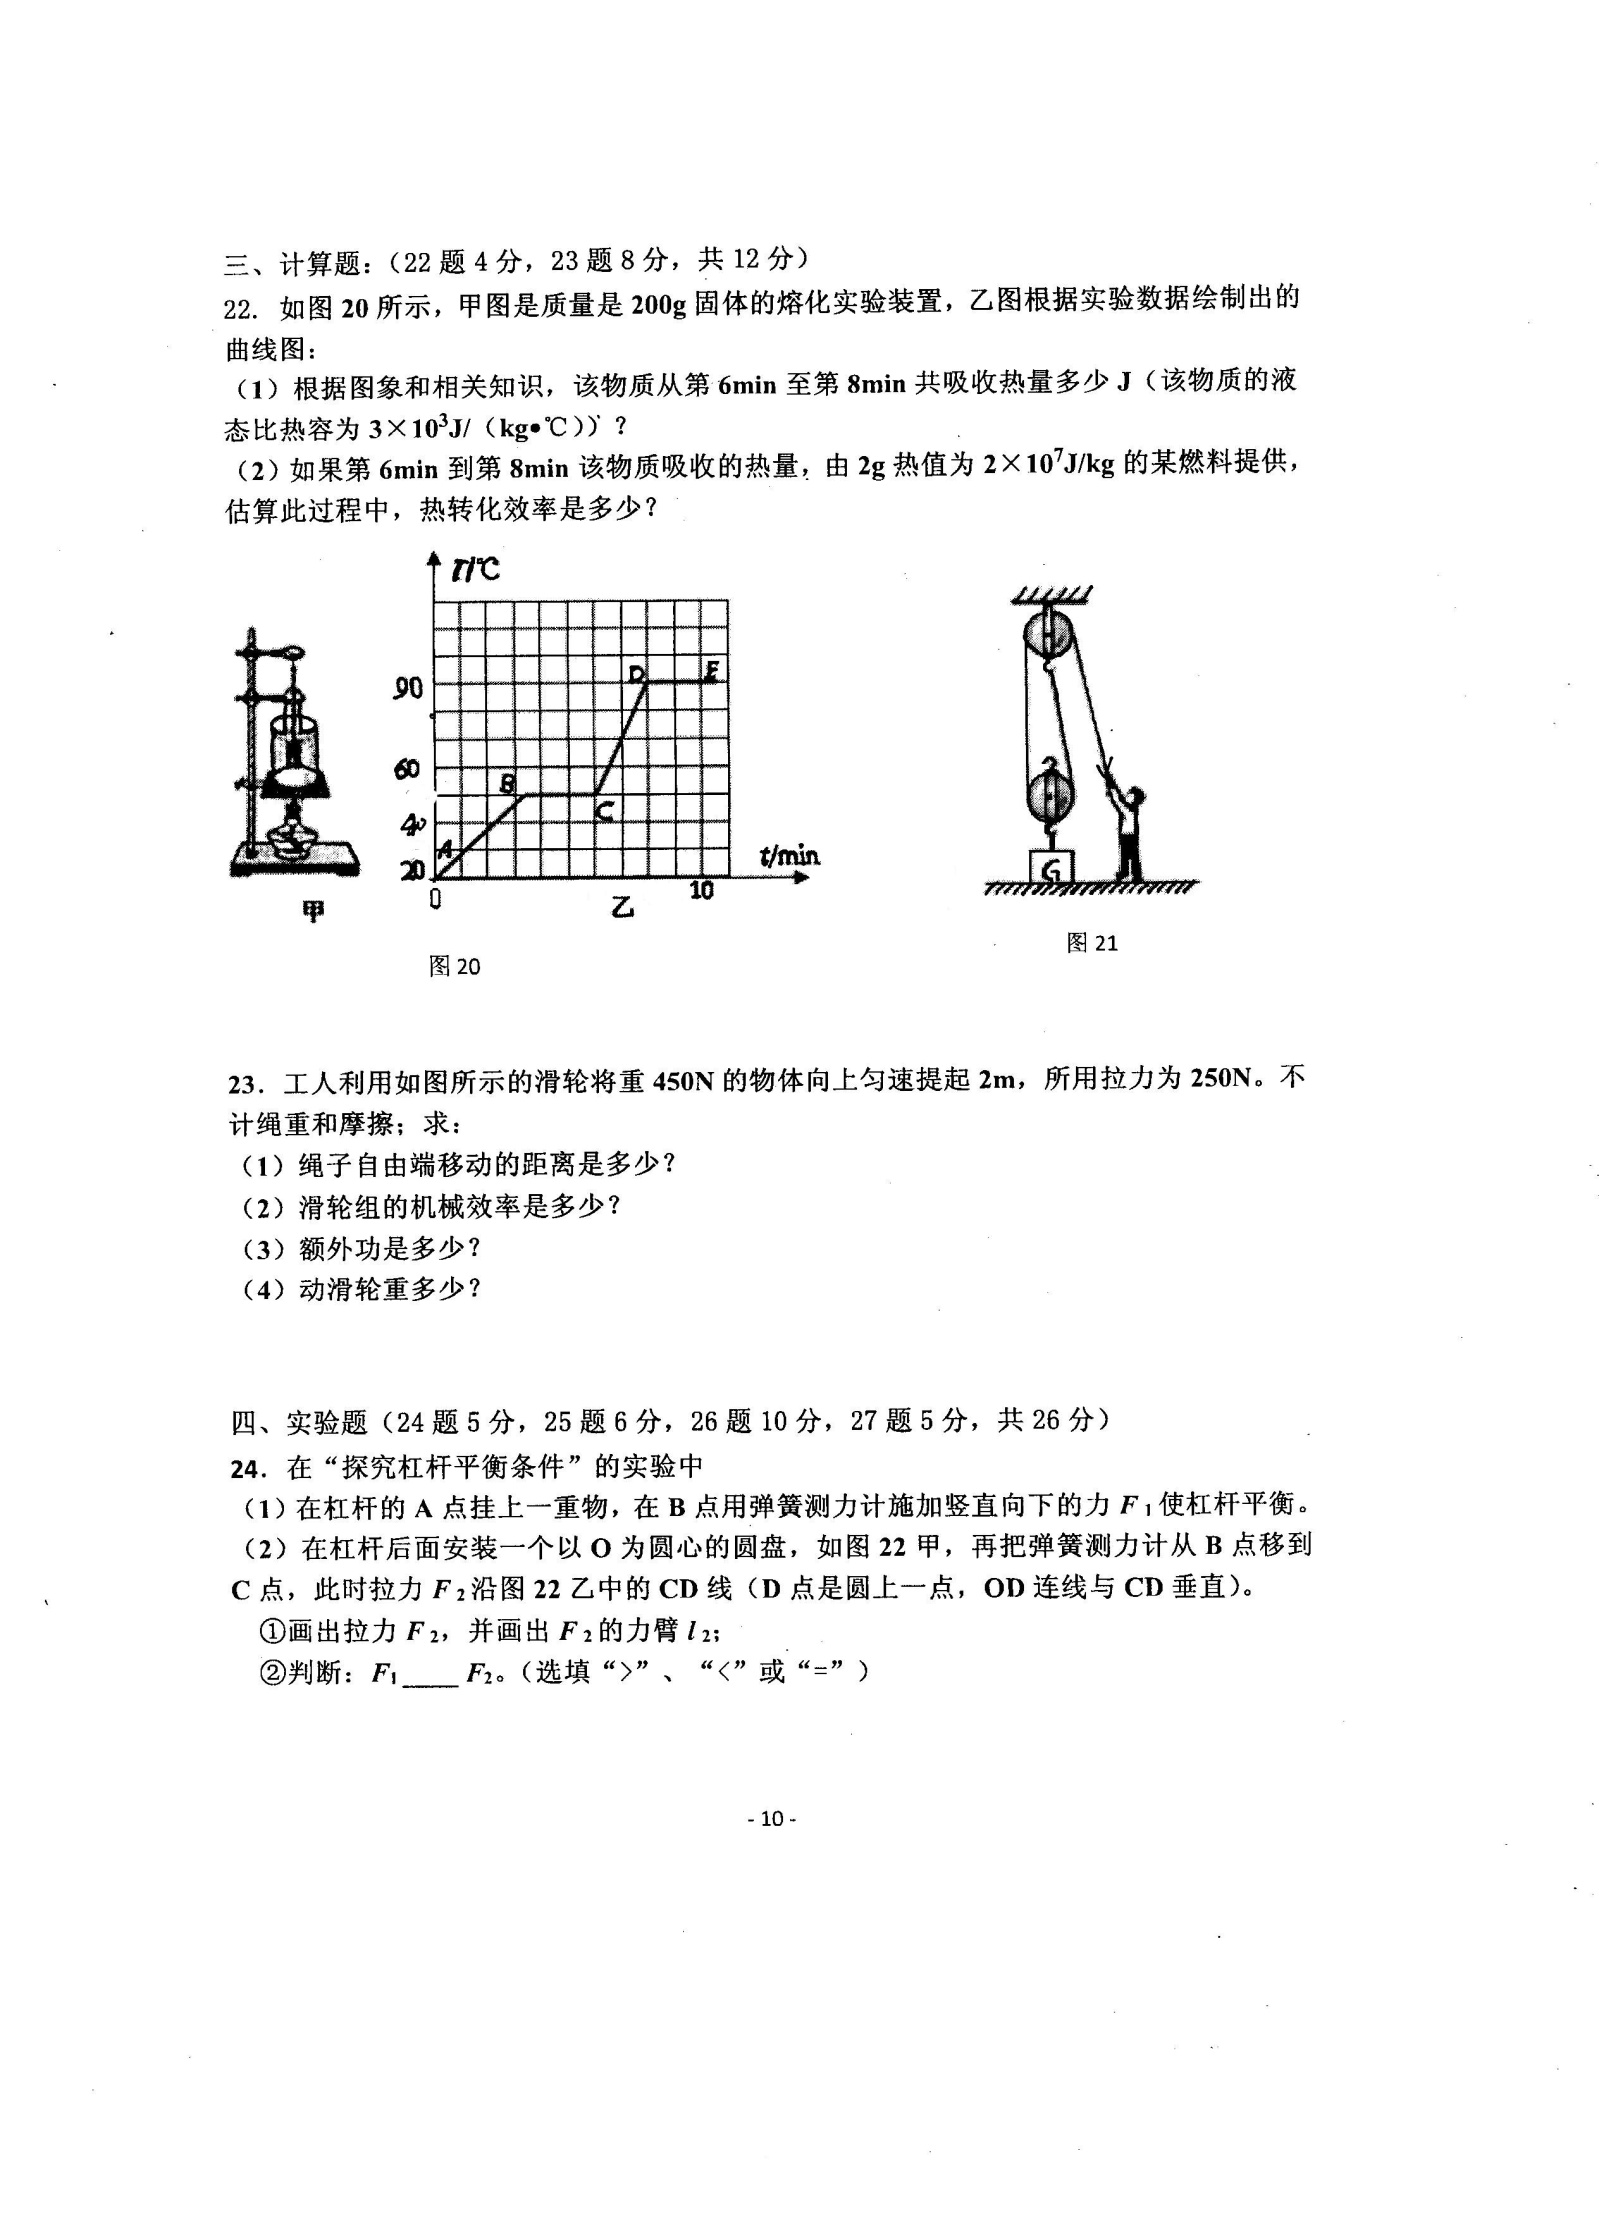 三、计算题：（22 题 4 分，23 题 8 分，共 12 分）
22．如图 20 所示，甲图是质量是 200g 固体的熔化实验装置，乙图根据实验数据绘制出的
曲线图：
（1）根据图象和相关知识，该物质从第 6min 至第 8min 共吸收热量多少 J（该物质的液
态比热容为 3×10³J/（kg•℃））？
（2）如果第 6min 到第 8min 该物质吸收的热量，由 2g 热值为 2×10⁷J/kg 的某燃料提供，
估算此过程中，热转化效率是多少？
T/℃
90
60
40
20
A
B
C
D
E
0
10
t/min
甲
乙
图 20
G
图 21
23．工人利用如图所示的滑轮将重 450N 的物体向上匀速提起 2m，所用拉力为 250N。不
计绳重和摩擦；求：
（1）绳子自由端移动的距离是多少？
（2）滑轮组的机械效率是多少？
（3）额外功是多少？
（4）动滑轮重多少？
四、实验题（24 题 5 分，25 题 6 分，26 题 10 分，27 题 5 分，共 26 分）
24．在“探究杠杆平衡条件”的实验中
（1）在杠杆的 A 点挂上一重物，在 B 点用弹簧测力计施加竖直向下的力 F₁使杠杆平衡。
（2）在杠杆后面安装一个以 O 为圆心的圆盘，如图 22 甲，再把弹簧测力计从 B 点移到
C 点，此时拉力 F₂沿图 22 乙中的 CD 线（D 点是圆上一点，OD 连线与 CD 垂直）。
①画出拉力 F₂，并画出 F₂的力臂 l₂；
②判断：F₁____ F₂。（选填“>”、“<”或“=”）
- 10 -